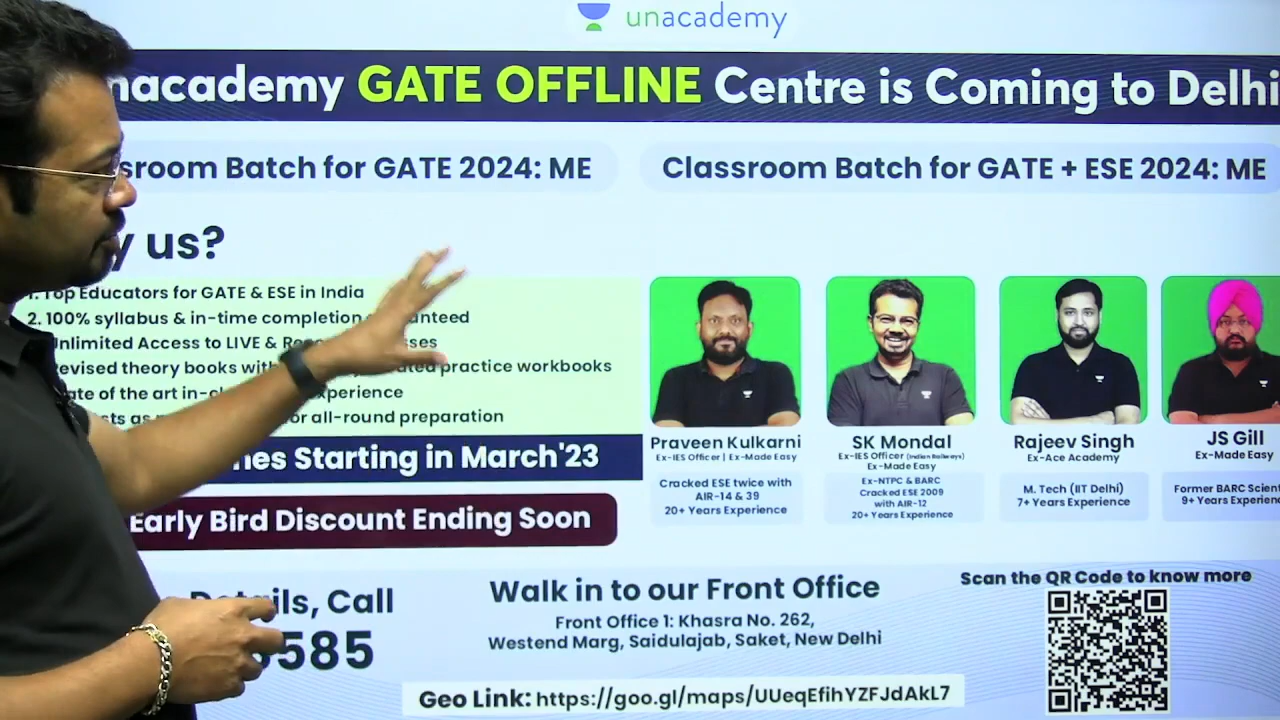 unacademy
nacademy GATE OFFLINE Centre is Coming to Delhi
sroom Batch for GATE 2024: ME
Classroom Batch for GATE + ESE 2024: ME
y us?
1. Top Educators for GATE & ESE in India
2. 100% syllabus & in-time completion
Unlimited Access to LIVE &
evised theory books with practice workbooks
ate of the art in- xperience
for all-round preparation
hes Starting in March'23
Early Bird Discount Ending Soon
Praveen Kulkarni
Ex-IES Officer | Ex-Made Easy
Cracked ESE twice with
AIR-14 & 39
20+ Years Experience
SK Mondal
Ex-IES Officer (Indian Railways)
Ex-Made Easy
Ex-NTPC & BARC
Cracked ESE 2009
with AIR-12
20+ Years Experience
Rajeev Singh
Ex-Ace Academy
M. Tech (IIT Delhi)
7+ Years Experience
JS Gill
Ex-Made Easy
Former BARC Scient
9+ Years Experien
Details, Call
585
Walk in to our Front Office
Front Office 1: Khasra No. 262,
Westend Marg, Saidulajab, Saket, New Delhi
Scan the QR Code to know more
Geo Link: https://goo.gl/maps/UUeqEfihYZFJdAkL7